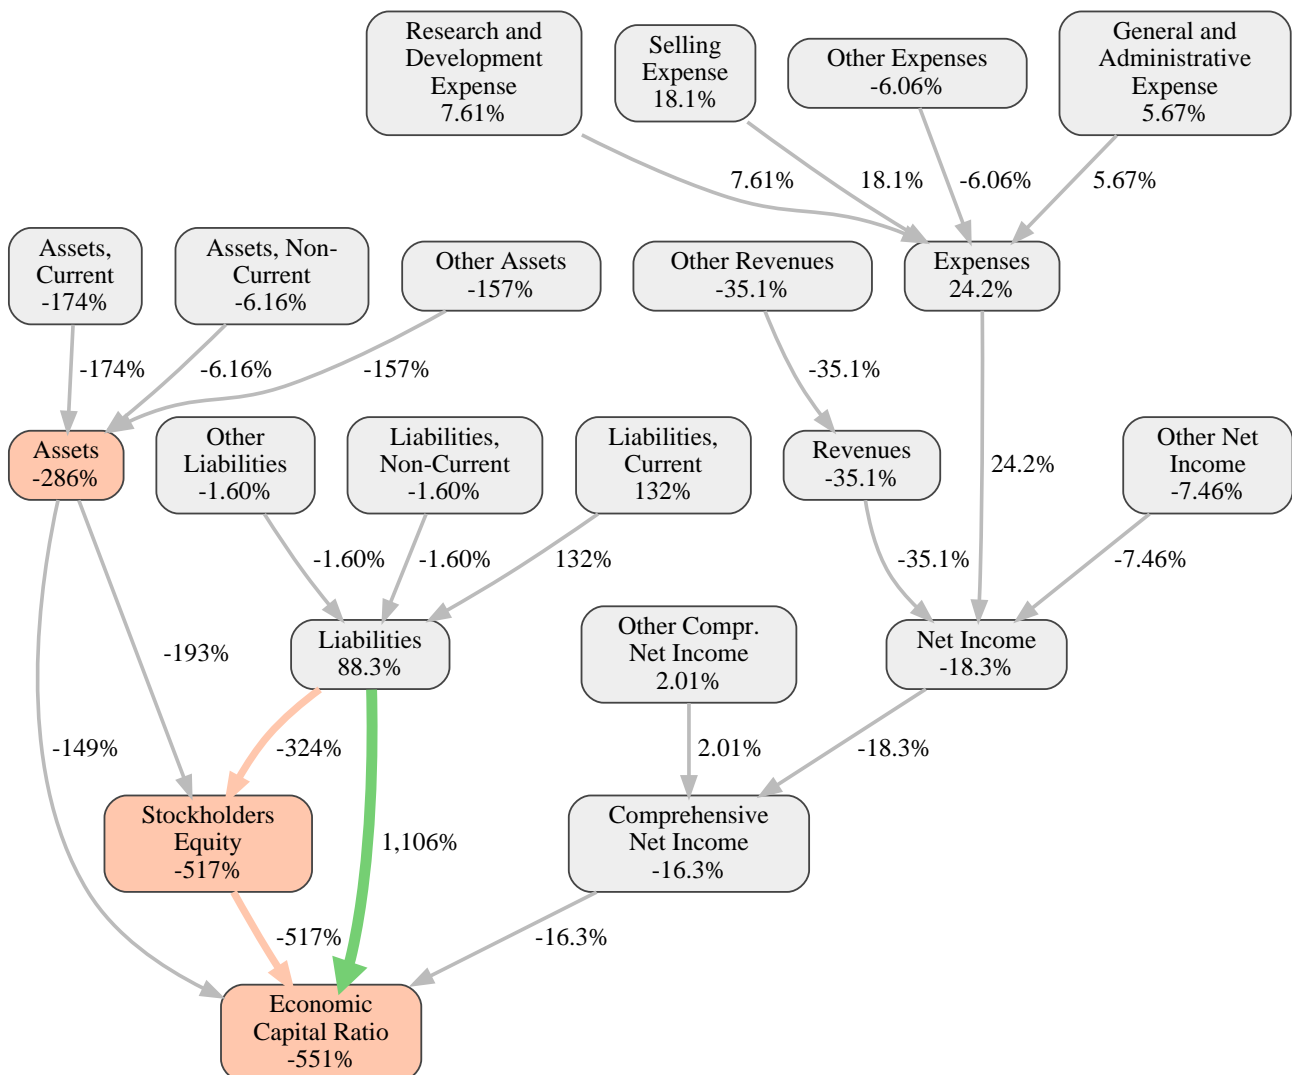 Research and
Development
Expense
7.61%
Selling
Expense
18.1%
Other Expenses
-6.06%
General and
Administrative
Expense
5.67%
7.61%
18.1%
-6.06%
5.67%
Assets,
Current
-174%
Assets, Non-
Current
-6.16%
Other Assets
-157%
Other Revenues
-35.1%
Expenses
24.2%
-174%
-6.16%
-157%
-35.1%
Assets
-286%
Other
Liabilities
-1.60%
Liabilities,
Non-Current
-1.60%
Liabilities,
Current
132%
Revenues
-35.1%
24.2%
Other Net
Income
-7.46%
-1.60%
-1.60%
132%
-35.1%
-7.46%
-193%
Liabilities
88.3%
Other Compr.
Net Income
2.01%
Net Income
-18.3%
-149%
-324%
2.01%
-18.3%
Stockholders
Equity
-517%
1,106%
Comprehensive
Net Income
-16.3%
-517%
-16.3%
Economic
Capital Ratio
-551%